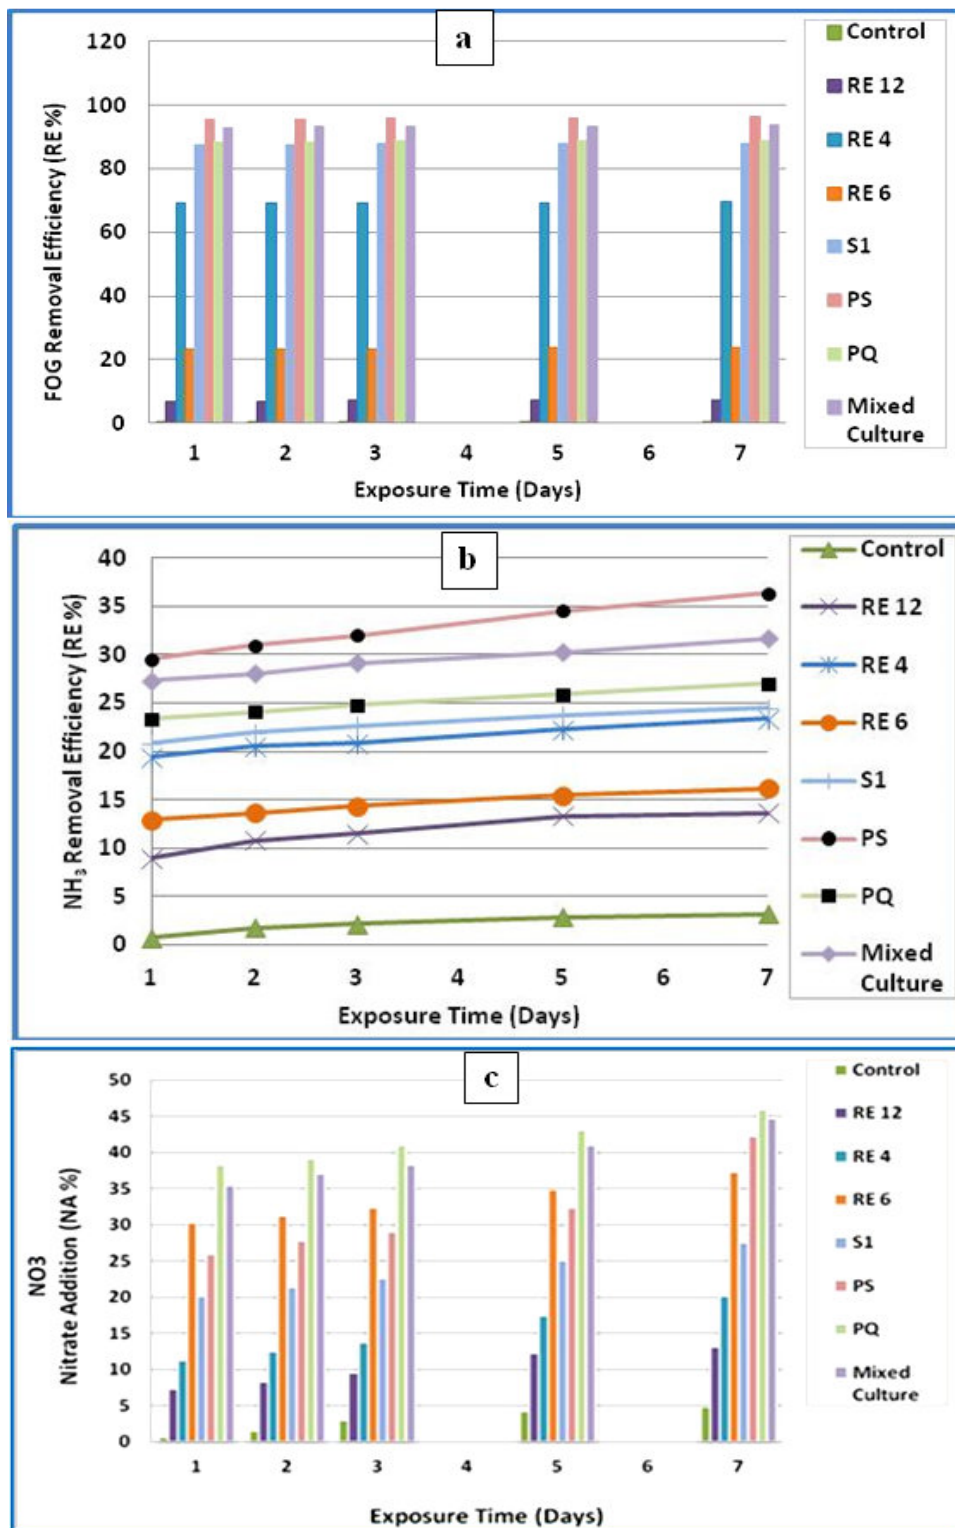 a
FOG Removal Efficiency (RE%)
120
100
80
60
40
20
0
1 2 3 4 5 6 7
Exposure Time (Days)
Control
RE 12
RE 4
RE 6
S1
PS
PQ
Mixed
Culture
b
NH₃ Removal Efficiency (RE%)
40
35
30
25
20
15
10
5
0
1 2 3 4 5 6 7
Exposure Time (Days)
Control
RE 12
RE 4
RE 6
S1
PS
PQ
Mixed
Culture
c
NO3
Nitrate Addition (NA%)
50
45
40
35
30
25
20
15
10
5
0
1 2 3 4 5 6 7
Exposure Time (Days)
Control
RE 12
RE 4
RE 6
S1
PS
PQ
Mixed
Culture